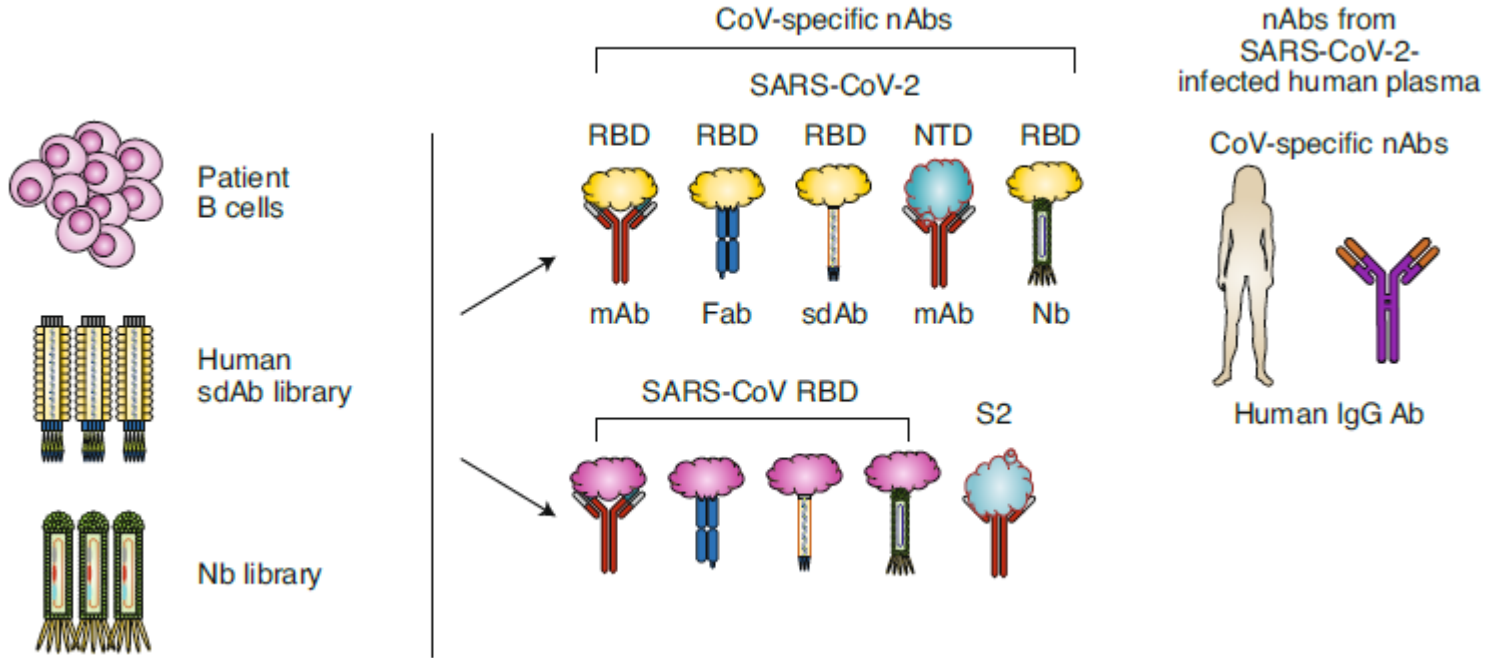 CoV-specific nAbs
SARS-CoV-2
RBD RBD RBD NTD RBD
mAb Fab sdAb mAb Nb
SARS-CoV RBD
S2
Patient
B cells
Human
sdAb library
Nb library
nAbs from
SARS-CoV-2-
infected human plasma
CoV-specific nAbs
Human IgG Ab